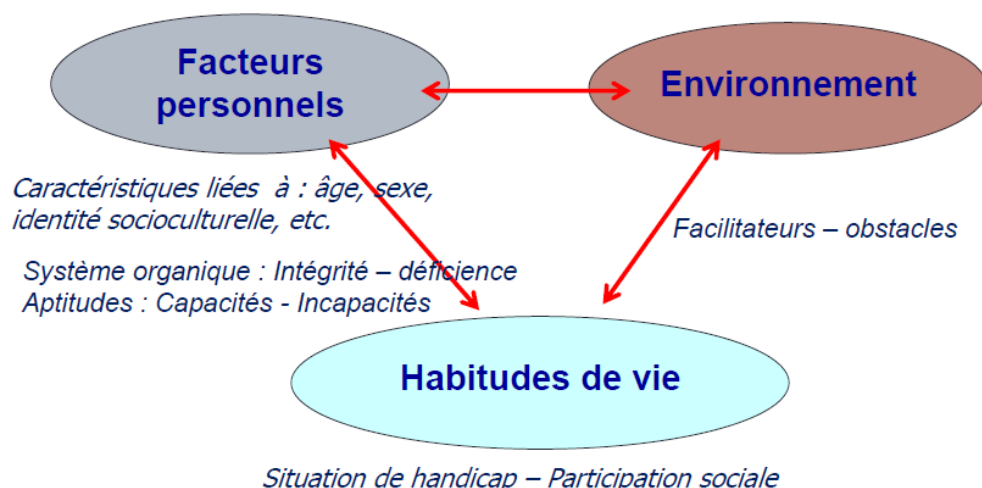 Facteurs
personnels
Environnement
Caractéristiques liées à : âge, sexe,
identité socioculturelle, etc.
Facilitateurs – obstacles
Système organique : Intégrité – déficience
Aptitudes : Capacités - Incapacités
Habitudes de vie
Situation de handicap – Participation sociale